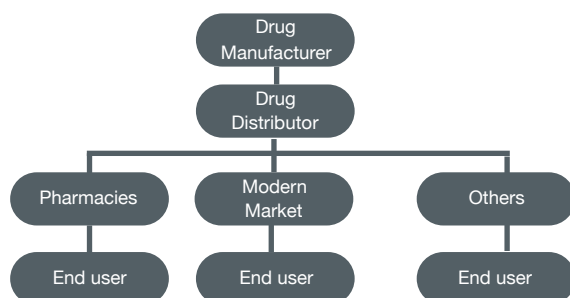 Drug
Manufacturer
Drug
Distributor
Pharmacies
Modern
Market
Others
End user
End user
End user